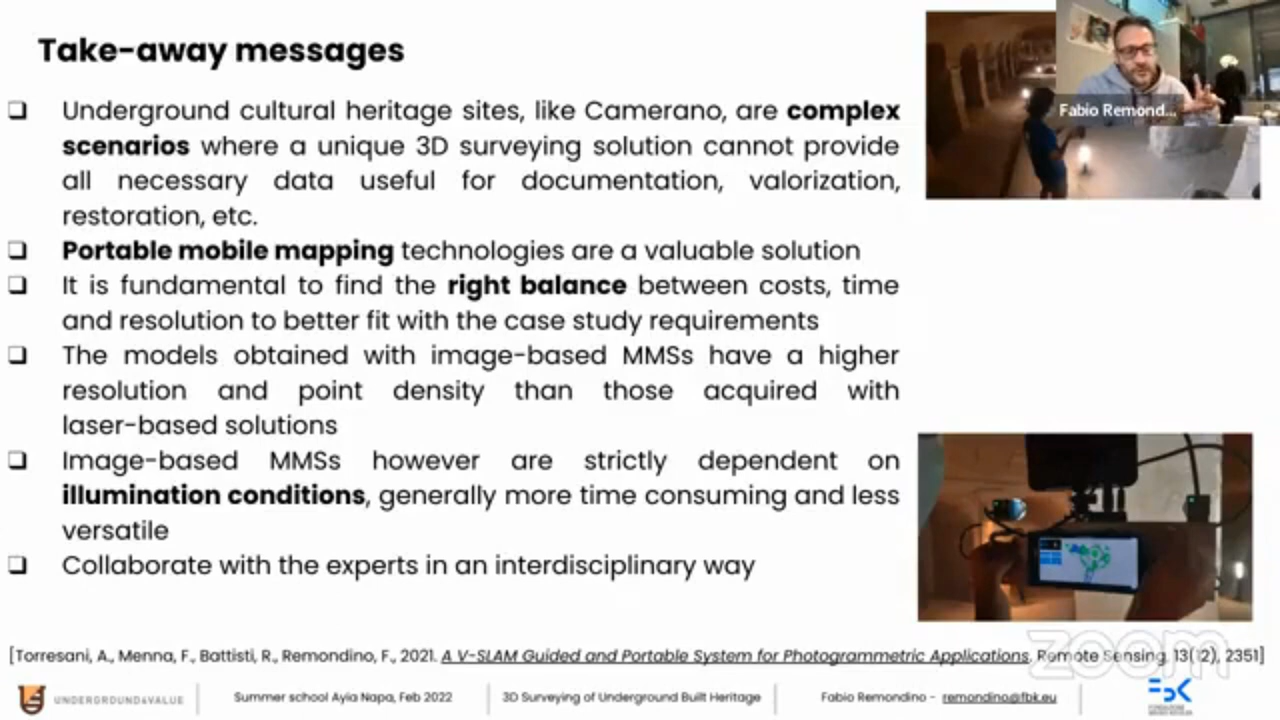 Take-away messages
Fabio Remond...
❑ Underground cultural heritage sites, like Camerano, are complex
scenarios where a unique 3D surveying solution cannot provide
all necessary data useful for documentation, valorization,
restoration, etc.
❑ Portable mobile mapping technologies are a valuable solution
❑ It is fundamental to find the right balance between costs, time
and resolution to better fit with the case study requirements
❑ The models obtained with image-based MMSs have a higher
resolution and point density than those acquired with
laser-based solutions
❑ Image-based MMSs however are strictly dependent on
illumination conditions, generally more time consuming and less
versatile
❑ Collaborate with the experts in an interdisciplinary way
zoom
[Torresani, A., Menna, F., Battisti, R., Remondino, F., 2021. A V-SLAM Guided and Portable System for Photogrammetric Applications. Remote Sensing, 13(12), 2351]
UNDERGROUND4VALUE
Summer school Ayia Napa, Feb 2022
3D Surveying of Underground Built Heritage
Fabio Remondino - remondino@fbk.eu
FBK
FONDAZIONE
BRUNO KESSLER